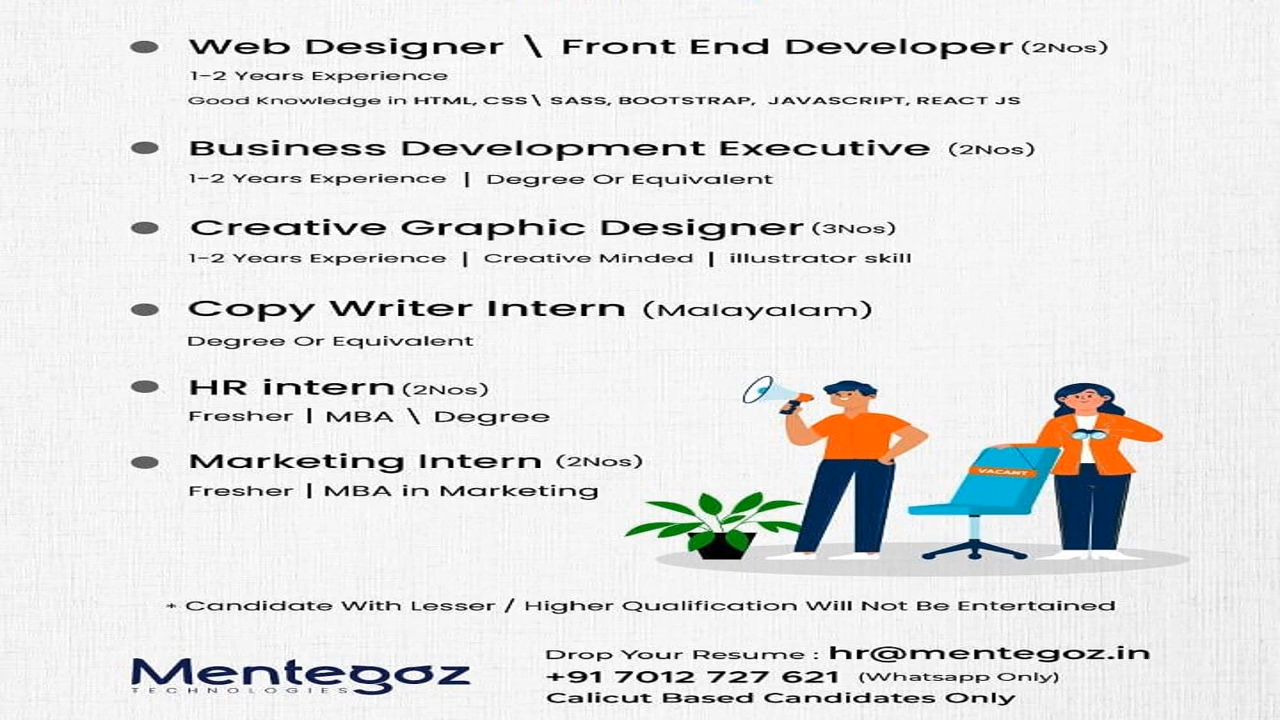 Web Designer \ Front End Developer (2Nos)
1-2 Years Experience
Good Knowledge in HTML, CSS\ SASS, BOOTSTRAP, JAVASCRIPT, REACT JS
Business Development Executive (2Nos)
1-2 Years Experience | Degree Or Equivalent
Creative Graphic Designer (3Nos)
1-2 Years Experience | Creative Minded | illustrator skill
Copy Writer Intern (Malayalam)
Degree Or Equivalent
HR intern (2Nos)
Fresher | MBA \ Degree
Marketing Intern (2Nos)
Fresher | MBA in Marketing
VACANT
* Candidate With Lesser / Higher Qualification Will Not Be Entertained
Mentegoz
TECHNOLOGIES
Drop Your Resume : hr@mentegoz.in
+91 7012 727 621 (Whatsapp Only)
Calicut Based Candidates Only